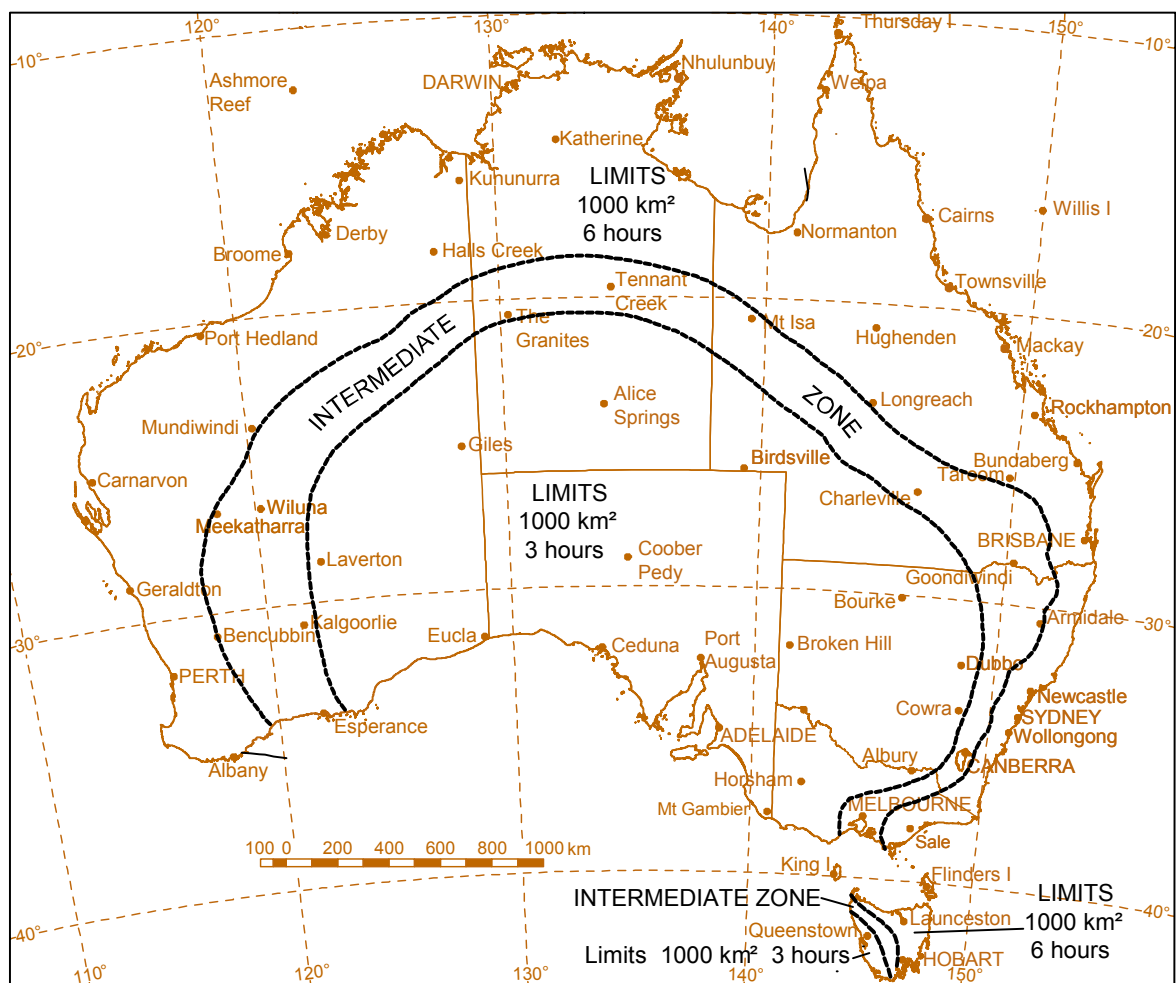 120°
130°
140°
150°
10°
10°
Thursday I
Ashmore
Reef
DARWIN
Nhulunbuy
Weipa
Katherine
Kununurra
LIMITS
1000 km²
6 hours
Derby
Broome
Halls Creek
Normanton
Cairns
Willis I
Tennant
Creek
Townsville
The
Granites
Mt Isa
Hughenden
20°
20°
Port Hedland
Mackay
INTERMEDIATE
ZONE
Alice
Springs
Longreach
Rockhampton
Mundiwindi
Giles
Birdsville
Bundaberg
Taroom
Carnarvon
Charleville
Wiluna
Meekatharra
LIMITS
1000 km²
3 hours
BRISBANE
Laverton
Coober
Pedy
Goondiwindi
Geraldton
Bourke
Armidale
30°
30°
Bencubbin
Kalgoorlie
Eucla
Ceduna
Port
Augusta
Broken Hill
Dubbo
PERTH
Newcastle
Cowra
SYDNEY
Esperance
ADELAIDE
Wollongong
Albany
Albury
CANBERRA
Horsham
Mt Gambier
MELBOURNE
Sale
100 0 200 400 600 800 1000 km
King I
Flinders I
INTERMEDIATE ZONE
LIMITS
1000 km²
6 hours
Launceston
Queenstown
Limits 1000 km² 3 hours
HOBART
40°
40°
110°
120°
130°
140°
150°